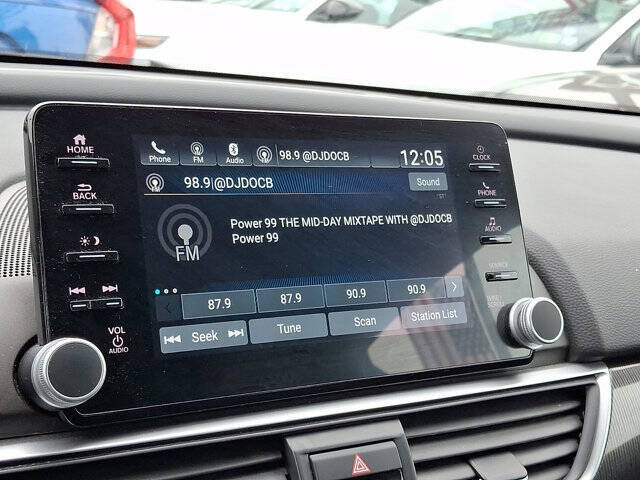 HOME
BACK
VOL
AUDIO
Phone
FM
Audio
98.9 @DJDOCB
12:05
98.9|@DJDOCB
Sound
FM
Power 99 THE MID-DAY MIXTAPE WITH @DJDOCB
Power 99
87.9
87.9
90.9
90.9
Seek
Tune
Scan
Station List
CLOCK
PHONE
AUDIO
SOURCE